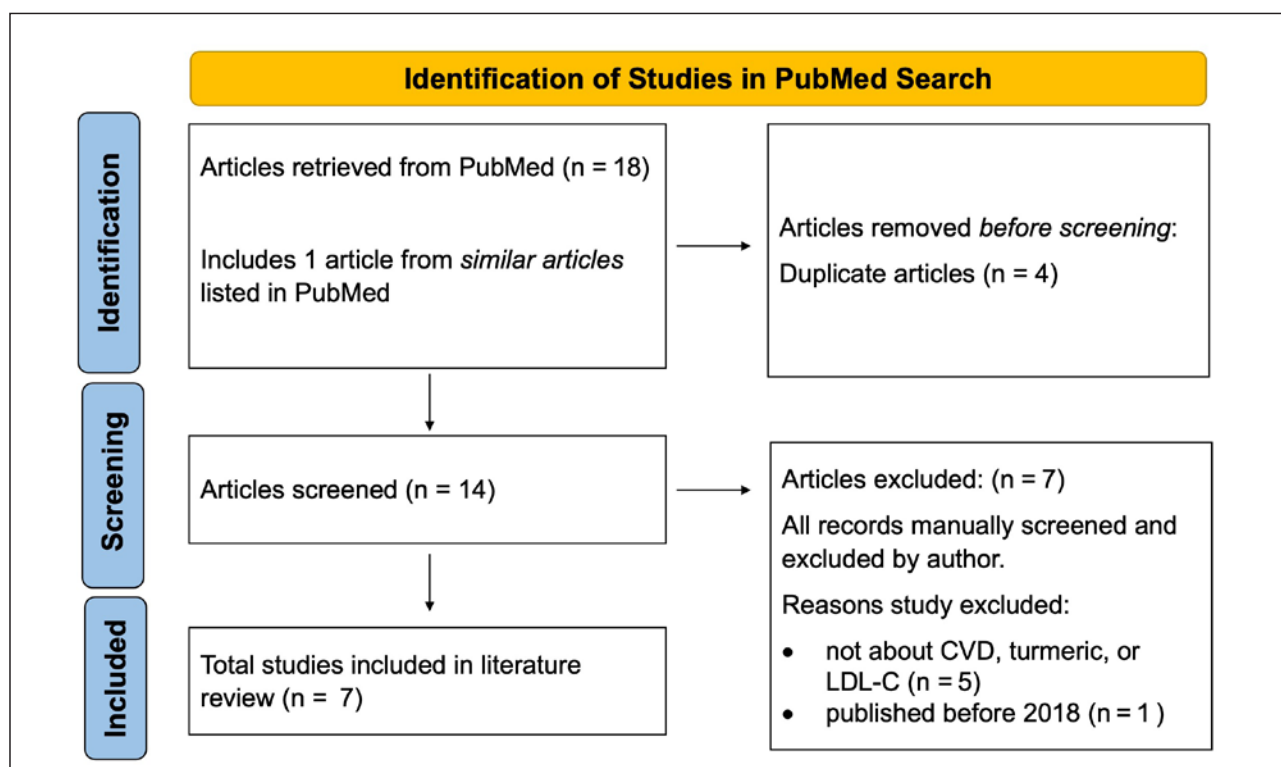 Identification of Studies in PubMed Search
Identification
Articles retrieved from PubMed (n = 18)
Includes 1 article from similar articles
listed in PubMed
Articles removed before screening:
Duplicate articles (n = 4)
Screening
Articles screened (n = 14)
Articles excluded: (n = 7)
All records manually screened and
excluded by author.
Reasons study excluded:
• not about CVD, turmeric, or
LDL-C (n = 5)
• published before 2018 (n = 1 )
Included
Total studies included in literature
review (n = 7)